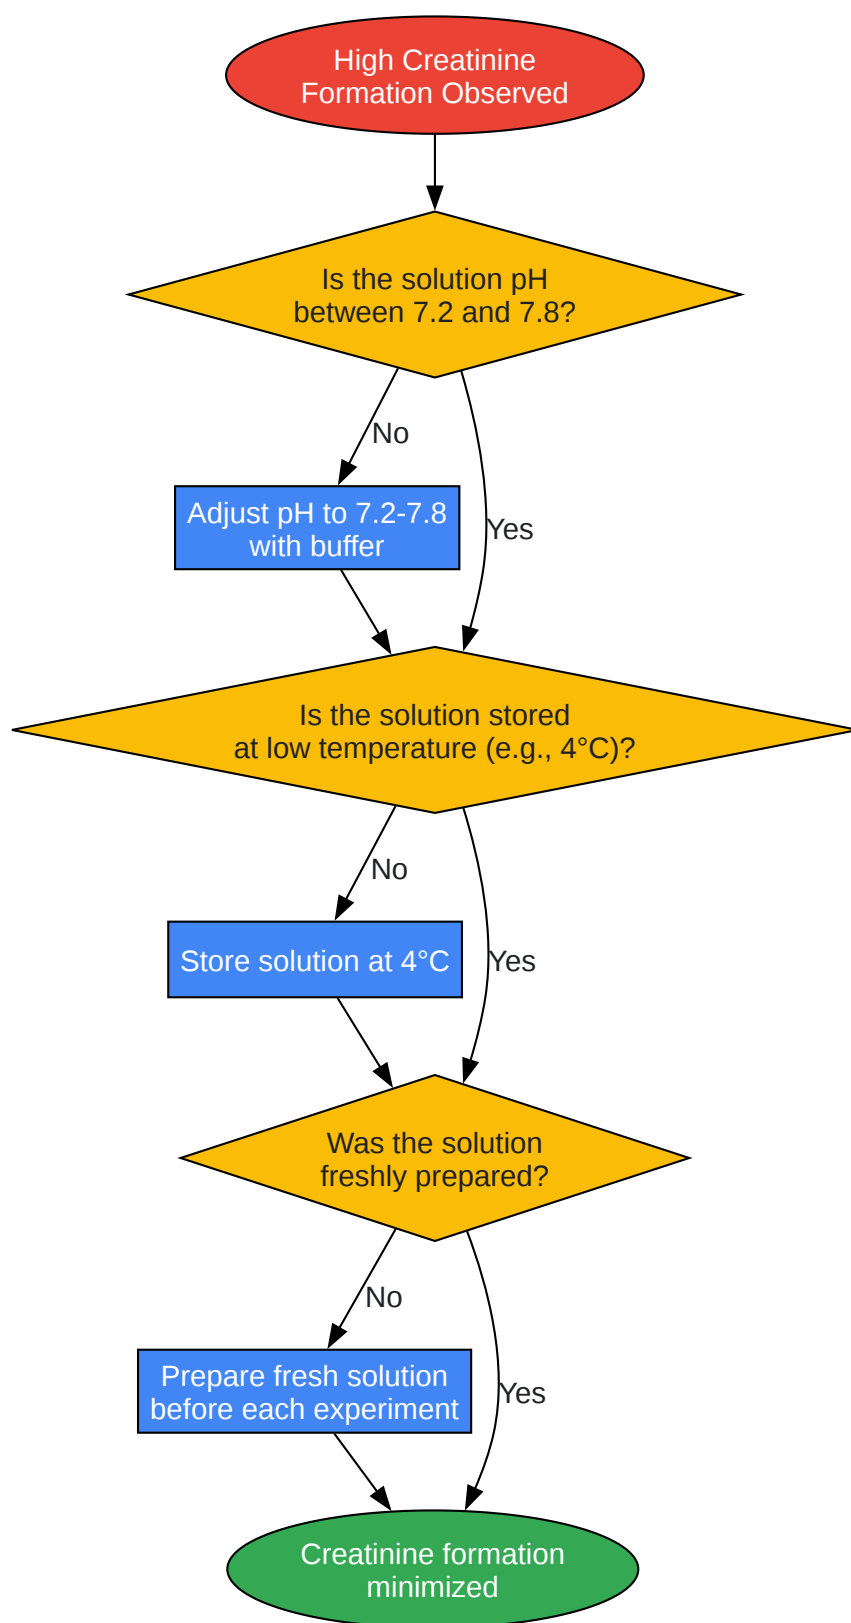 High Creatinine
Formation Observed
Is the solution pH
between 7.2 and 7.8?
No
Adjust pH to 7.2-7.8
with buffer
Yes
Is the solution stored
at low temperature (e.g., 4°C)?
No
Store solution at 4°C
Yes
Was the solution
freshly prepared?
No
Prepare fresh solution
before each experiment
Yes
Creatinine formation
minimized